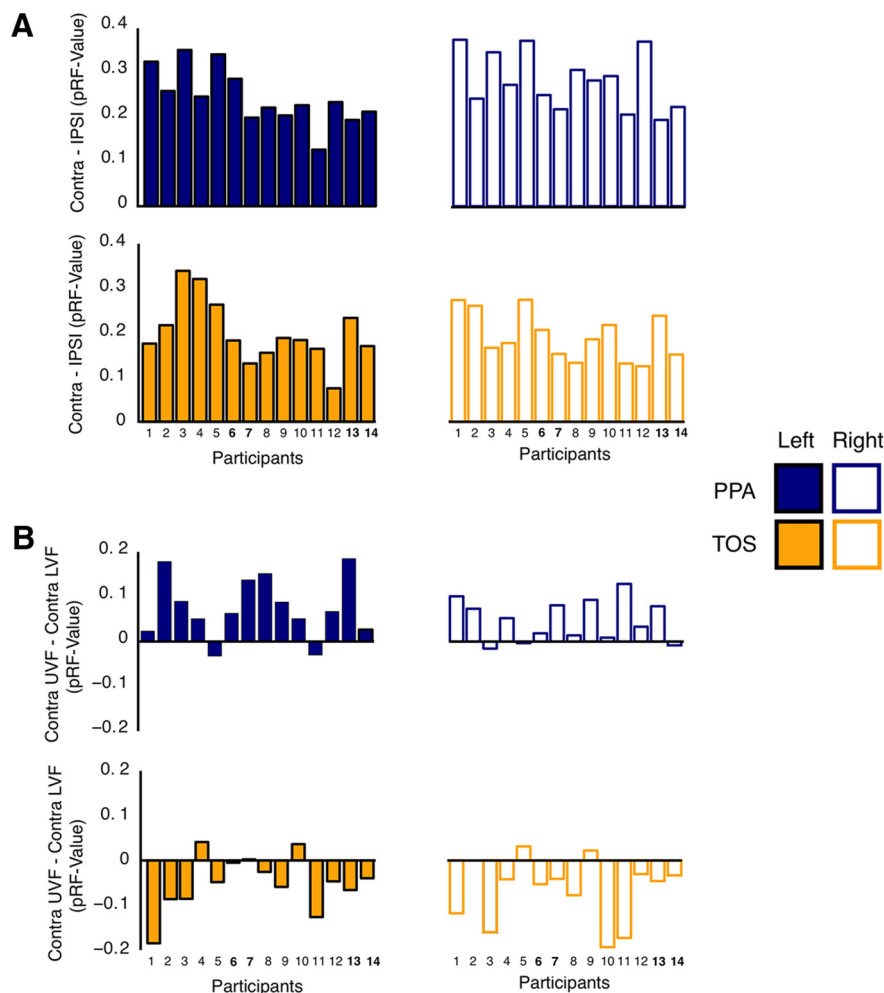 A
Contra - IPSI (pRF-Value)
0.4
0.3
0.2
0.1
0
Contra - IPSI (pRF-Value)
0.4
0.3
0.2
0.1
0
1 2 3 4 5 6 7 8 9 10 11 12 13 14
Participants
1 2 3 4 5 6 7 8 9 10 11 12 13 14
Participants
Left Right
PPA
TOS
B
Contra UVF - Contra LVF
(pRF-Value)
0.2
0.1
0
−0.1
−0.2
Contra UVF - Contra LVF
(pRF-Value)
0.2
0.1
0
−0.1
−0.2
1 2 3 4 5 6 7 8 9 10 11 12 13 14
Participants
1 2 3 4 5 6 7 8 9 10 11 12 13 14
Participants